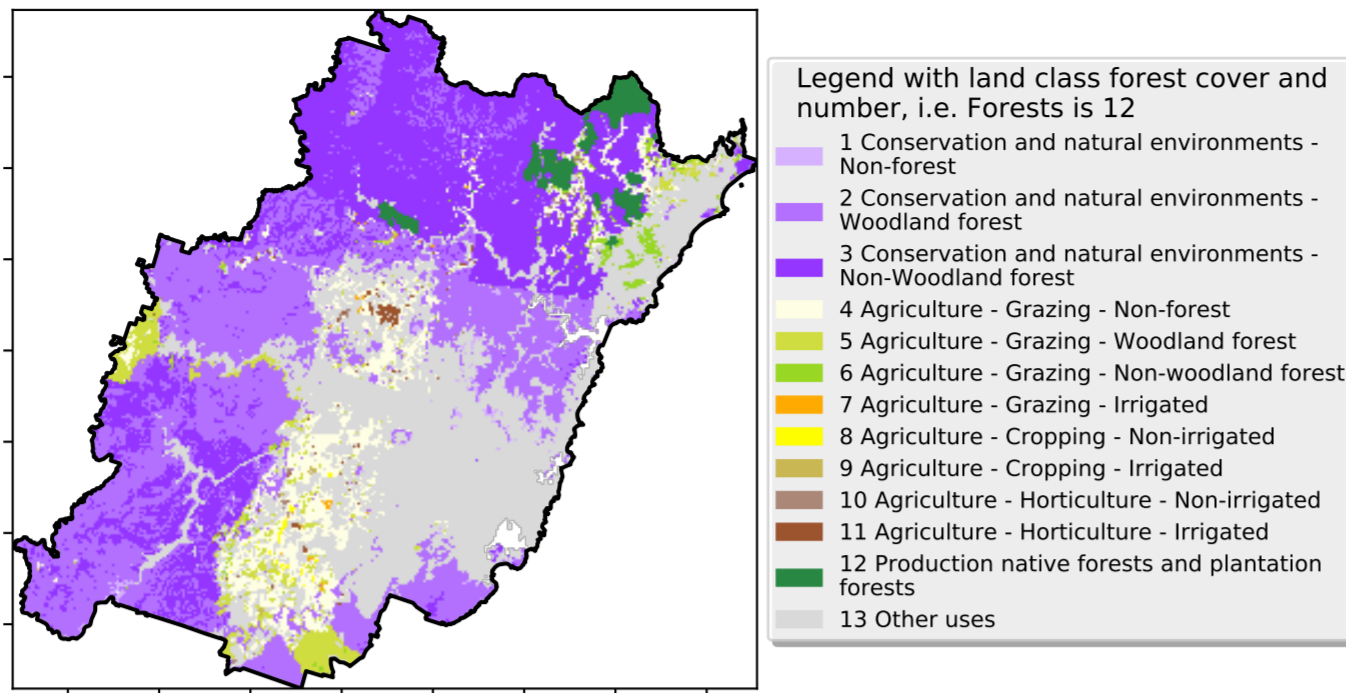 Legend with land class forest cover and
number, i.e. Forests is 12
1 Conservation and natural environments -
Non-forest
2 Conservation and natural environments -
Woodland forest
3 Conservation and natural environments -
Non-Woodland forest
4 Agriculture - Grazing - Non-forest
5 Agriculture - Grazing - Woodland forest
6 Agriculture - Grazing - Non-woodland forest
7 Agriculture - Grazing - Irrigated
8 Agriculture - Cropping - Non-irrigated
9 Agriculture - Cropping - Irrigated
10 Agriculture - Horticulture - Non-irrigated
11 Agriculture - Horticulture - Irrigated
12 Production native forests and plantation
forests
13 Other uses